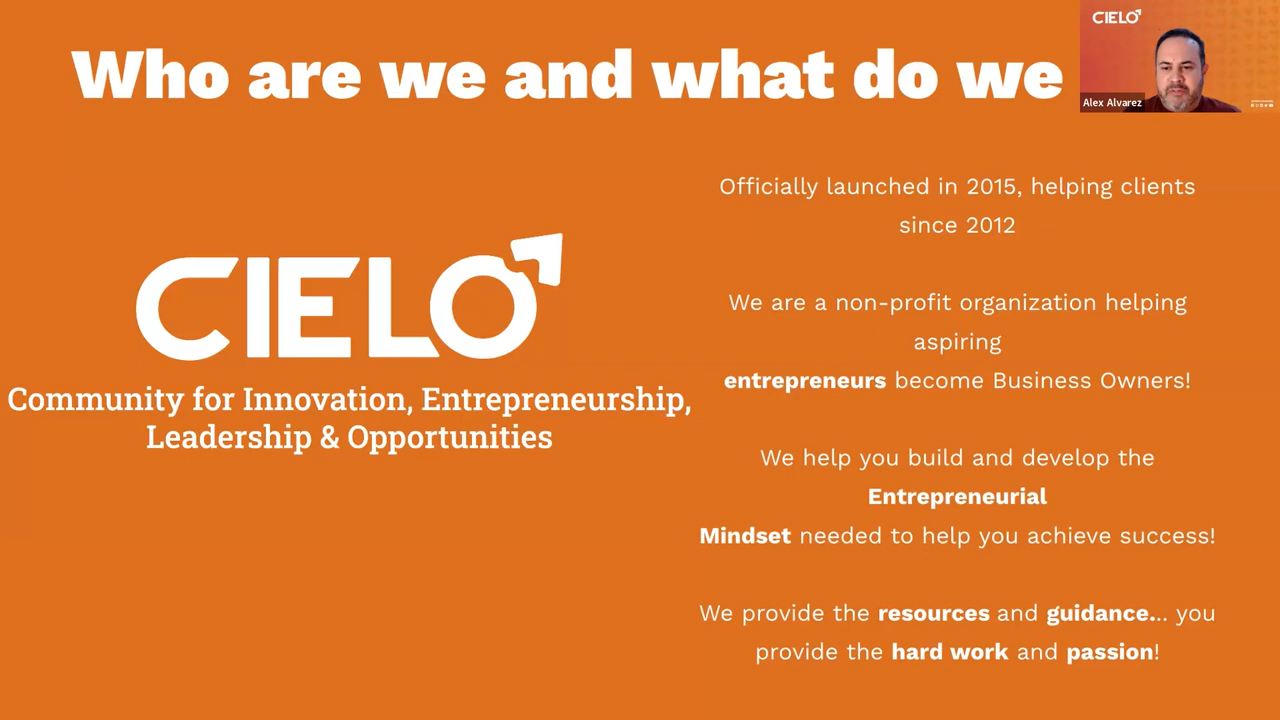 Who are we and what do we
CIELO
Alex Alvarez
CIELO
Community for Innovation, Entrepreneurship,
Leadership & Opportunities
Officially launched in 2015, helping clients
since 2012
We are a non-profit organization helping
aspiring
entrepreneurs become Business Owners!
We help you build and develop the
Entrepreneurial
Mindset needed to help you achieve success!
We provide the resources and guidance... you
provide the hard work and passion!